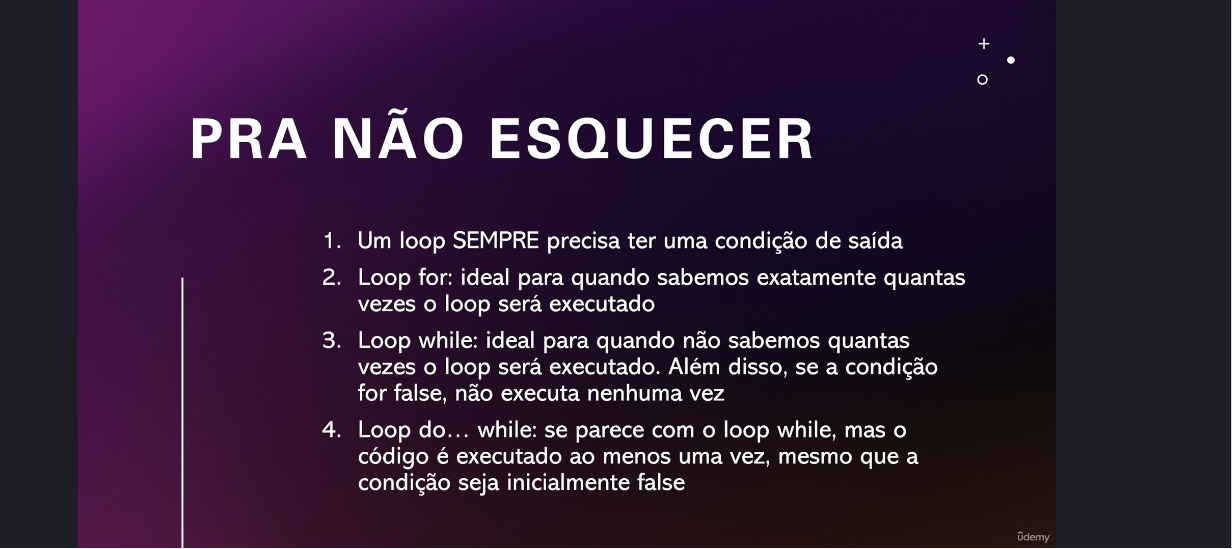 PRA NÃO ESQUECER
1. Um loop SEMPRE precisa ter uma condição de saída
2. Loop for: ideal para quando sabemos exatamente quantas
vezes o loop será executado
3. Loop while: ideal para quando não sabemos quantas
vezes o loop será executado. Além disso, se a condição
for false, não executa nenhuma vez
4. Loop do... while: se parece com o loop while, mas o
código é executado ao menos uma vez, mesmo que a
condição seja inicialmente false
ûdemy